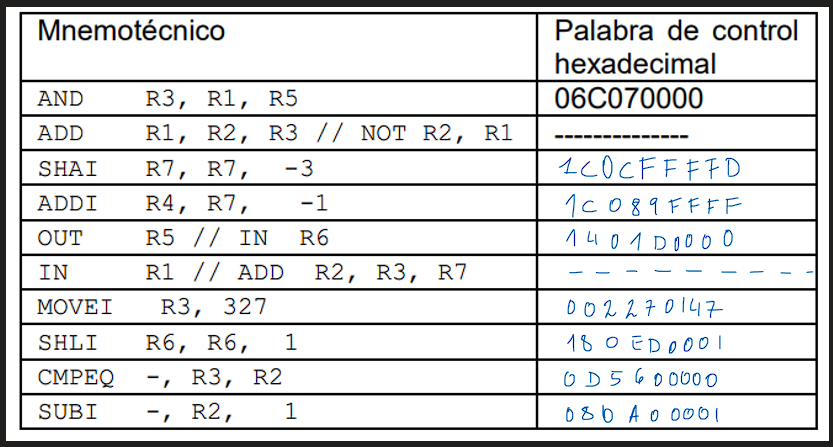 Mnemotécnico Palabra de control
hexadecimal
AND R3, R1, R5 06C070000
ADD R1, R2, R3 // NOT R2, R1 --------------
SHAI R7, R7, -3 1C0CFFFFD
ADDI R4, R7, -1 1C089FFFF
OUT R5 // IN R6 1401D0000
IN R1 // ADD R2, R3, R7 ---------
MOVEI R3, 327 002270147
SHLI R6, R6, 1 180ED0001
CMPEQ -, R3, R2 0D5600000
SUBI -, R2, 1 080A00001